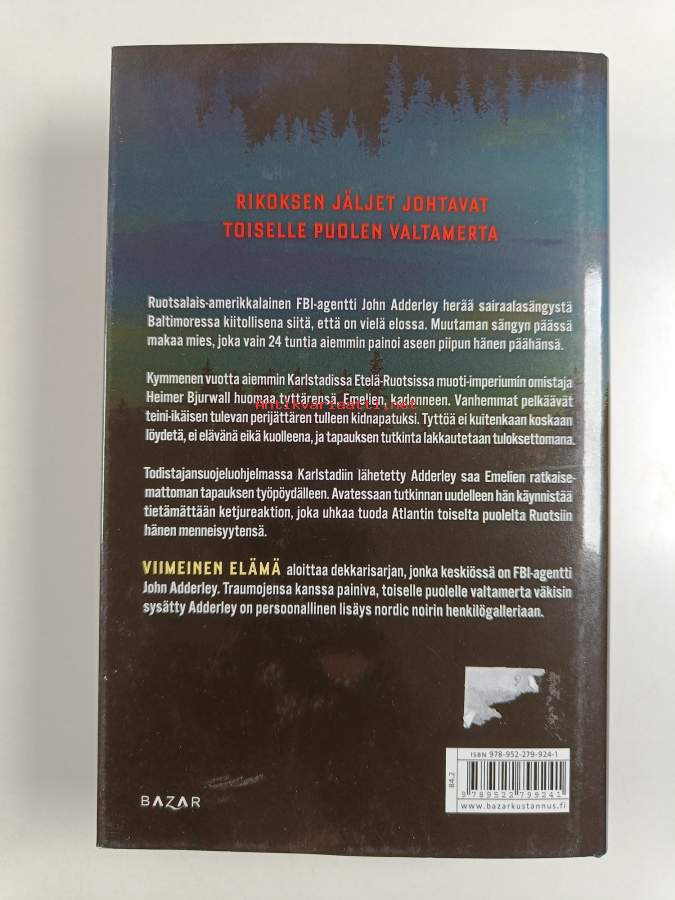 RIKOKSEN JÄLJET JOHTAVAT
TOISELLE PUOLEN VALTAMERTA
Ruotsalais-amerikkalainen FBI-agentti John Adderley herää sairaalasängystä
Baltimoressa kiitollisena siitä, että on vielä elossa. Muutaman sängyn päässä
makaa mies, joka vain 24 tuntia aiemmin painoi aseen piipun hänen päähänsä.
Kymmenen vuotta aiemmin Karlstadissa Etelä-Ruotsissa muoti-imperiumin omistaja
Heimer Bjurwall huomaa tyttärensä, Emelien, kadonneen. Vanhemmat pelkäävät
Antikvariaatti.net
teini-ikäisen tulevan perijättären tulleen kidnapatuksi. Tyttöä ei kuitenkaan koskaan
löydetä, ei elävänä eikä kuolleena, ja tapauksen tutkinta lakkautetaan tuloksettomana.
Todistajansuojeluohjelmassa Karlstadiin lähetetty Adderley saa Emelien ratkaise-
mattoman tapauksen työpöydälleen. Avatessaan tutkinnan uudelleen hän käynnistää
tietämättään ketjureaktion, joka uhkaa tuoda Atlantin toiselta puolelta Ruotsiin
hänen menneisyytensä.
VIIMEINEN ELÄMÄ aloittaa dekkarisarjan, jonka keskiössä on FBI-agentti
John Adderley. Traumojensa kanssa painiva, toiselle puolelle valtamerta väkisin
sysätty Adderley on persoonallinen lisäys nordic noirin henkilögalleriaan.
ISBN 978-952-279-924-1
84.2
9 789522 799241
www.bazarkustannus.fi
BAZAR